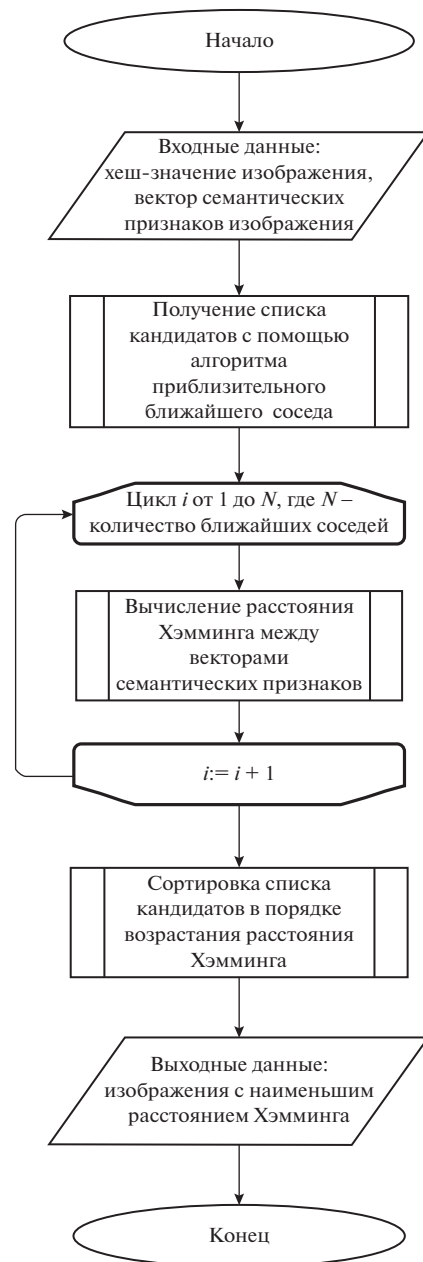 Начало
Входные данные:
хеш-значение изображения,
вектор семантических
признаков изображения
Получение списка
кандидатов с помощью
алгоритма
приблизительного
ближайшего соседа
Цикл i от 1 до N, где N –
количество ближайших соседей
Вычисление расстояния
Хэмминга между
векторами
семантических признаков
i:= i + 1
Сортировка списка
кандидатов в порядке
возрастания расстояния
Хэмминга
Выходные данные:
изображения с наименьшим
расстоянием Хэмминга
Конец